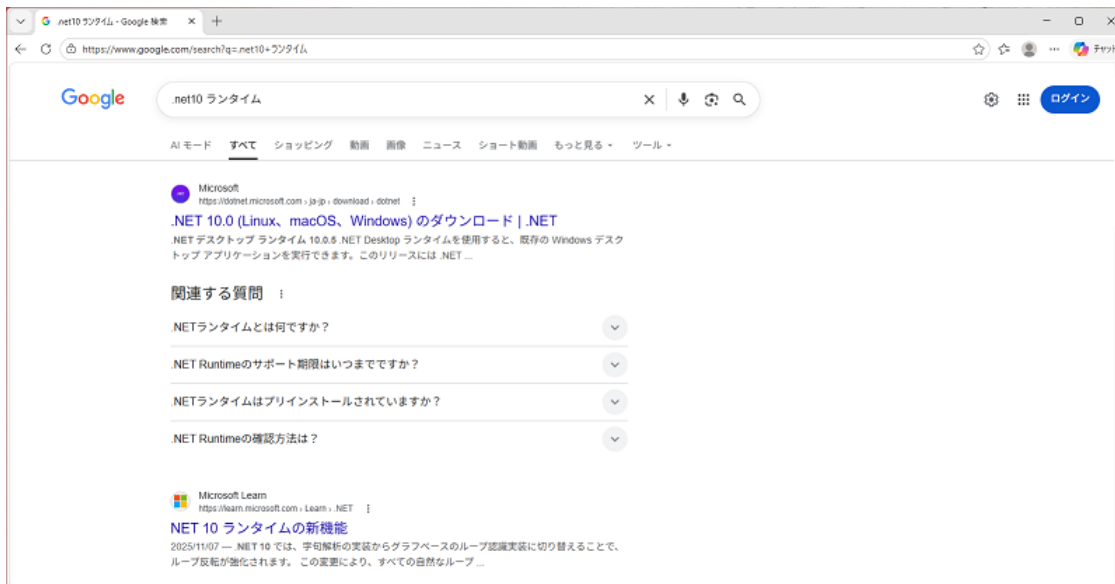 .net10 ランタイム - Google 検索
https://www.google.com/search?q=.net10+ランタイム
チャット
Google
.net10 ランタイム
ログイン
AI モード すべて ショッピング 動画 画像 ニュース ショート動画 もっと見る ツール
Microsoft
https://dotnet.microsoft.com › ja-jp › download › dotnet
.NET 10.0 (Linux、macOS、Windows) のダウンロード | .NET
.NET デスクトップ ランタイム 10.0.5 .NET Desktop ランタイムを使用すると、既存の Windows デスク
トップ アプリケーションを実行できます。このリリースには .NET ...
関連する質問
.NETランタイムとは何ですか？
.NET Runtimeのサポート期限はいつまでですか？
.NETランタイムはプリインストールされていますか？
.NET Runtimeの確認方法は？
Microsoft Learn
https://learn.microsoft.com › Learn › .NET
NET 10 ランタイムの新機能
2025/11/07 — .NET 10 では、字句解析の実装からグラフベースのループ認識実装に切り替えることで、
ループ反転が強化されます。 この変更により、すべての自然なループ ...